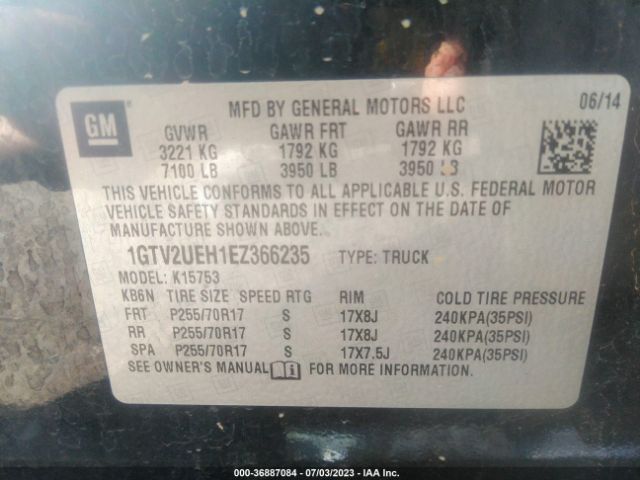 GM
MFD BY GENERAL MOTORS LLC
06/14
GVWR GAWR FRT GAWR RR
3221 KG 1792 KG 1792 KG
7100 LB 3950 LB 3950 LB
THIS VEHICLE CONFORMS TO ALL APPLICABLE U.S. FEDERAL MOTOR
VEHICLE SAFETY STANDARDS IN EFFECT ON THE DATE OF
MANUFACTURE SHOWN ABOVE.
1GTV2UEH1EZ366235 TYPE: TRUCK
MODEL: K15753
KB6N TIRE SIZE SPEED RTG RIM COLD TIRE PRESSURE
FRT P255/70R17 S 17X8J 240KPA(35PSI)
RR P255/70R17 S 17X8J 240KPA(35PSI)
SPA P255/70R17 S 17X7.5J 240KPA(35PSI)
SEE OWNER'S MANUAL FOR MORE INFORMATION.
000-36887084 - 07/03/2023 - IAA Inc.